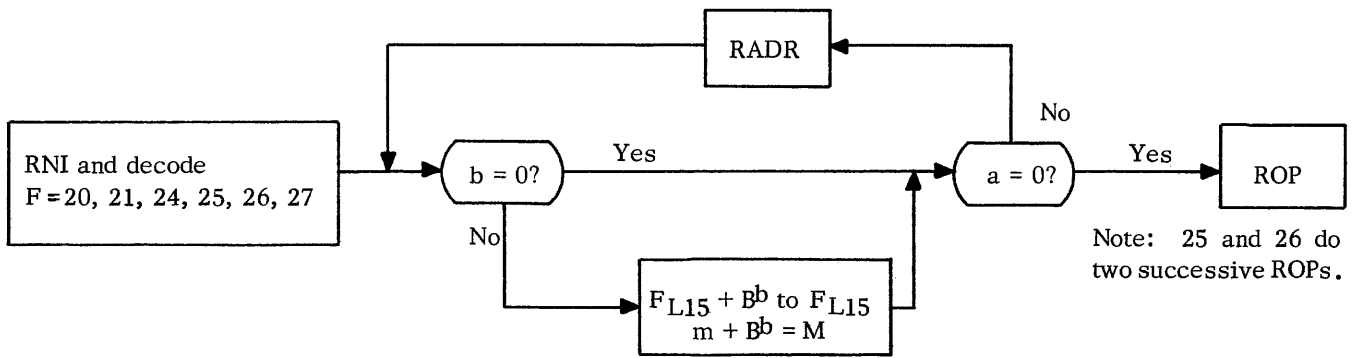 RADR
No
RNI and decode
F = 20, 21, 24, 25, 26, 27
b = 0?
Yes
a = 0?
Yes
ROP
No
F_L15 + B^b to F_L15
m + B^b = M
Note: 25 and 26 do
two successive ROPs.